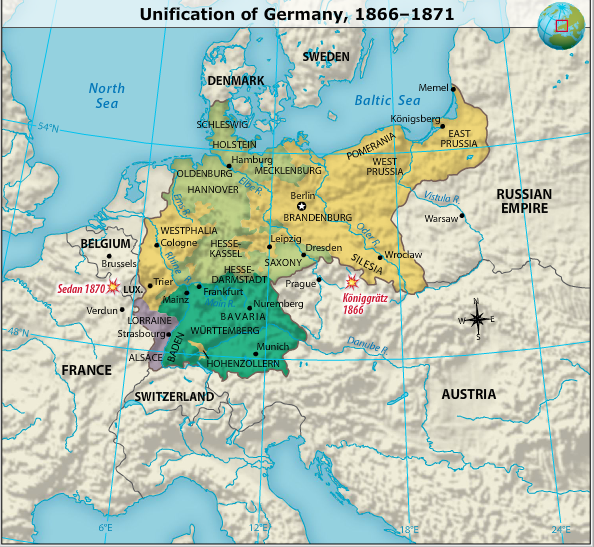 Unification of Germany, 1866–1871
SWEDEN
DENMARK
North
Sea
Baltic Sea
Memel
54°N
Königsberg
SCHLESWIG
EAST
PRUSSIA
HOLSTEIN
POMERANIA
Hamburg
WEST
PRUSSIA
MECKLENBURG
OLDENBURG
HANNOVER
Elbe R.
Ems R.
Berlin
Vistula R.
RUSSIAN
EMPIRE
BRANDENBURG
Warsaw
Oder R.
WESTPHALIA
Cologne
BELGIUM
HESSE-
KASSEL
Leipzig
Dresden
Wroclaw
Brussels
Rhine R.
SAXONY
SILESIA
HESSE-
DARMSTADT
Sedan 1870
LUX.
Trier
Frankfurt
Prague
Königgrätz
1866
Mainz
Main R.
Nuremberg
Verdun
BAVARIA
LORRAINE
N
W
E
S
48°N
Strasbourg
WÜRTTEMBERG
BADEN
Munich
Danube R.
ALSACE
HOHENZOLLERN
FRANCE
SWITZERLAND
AUSTRIA
6°E
12°E
18°E
24°E